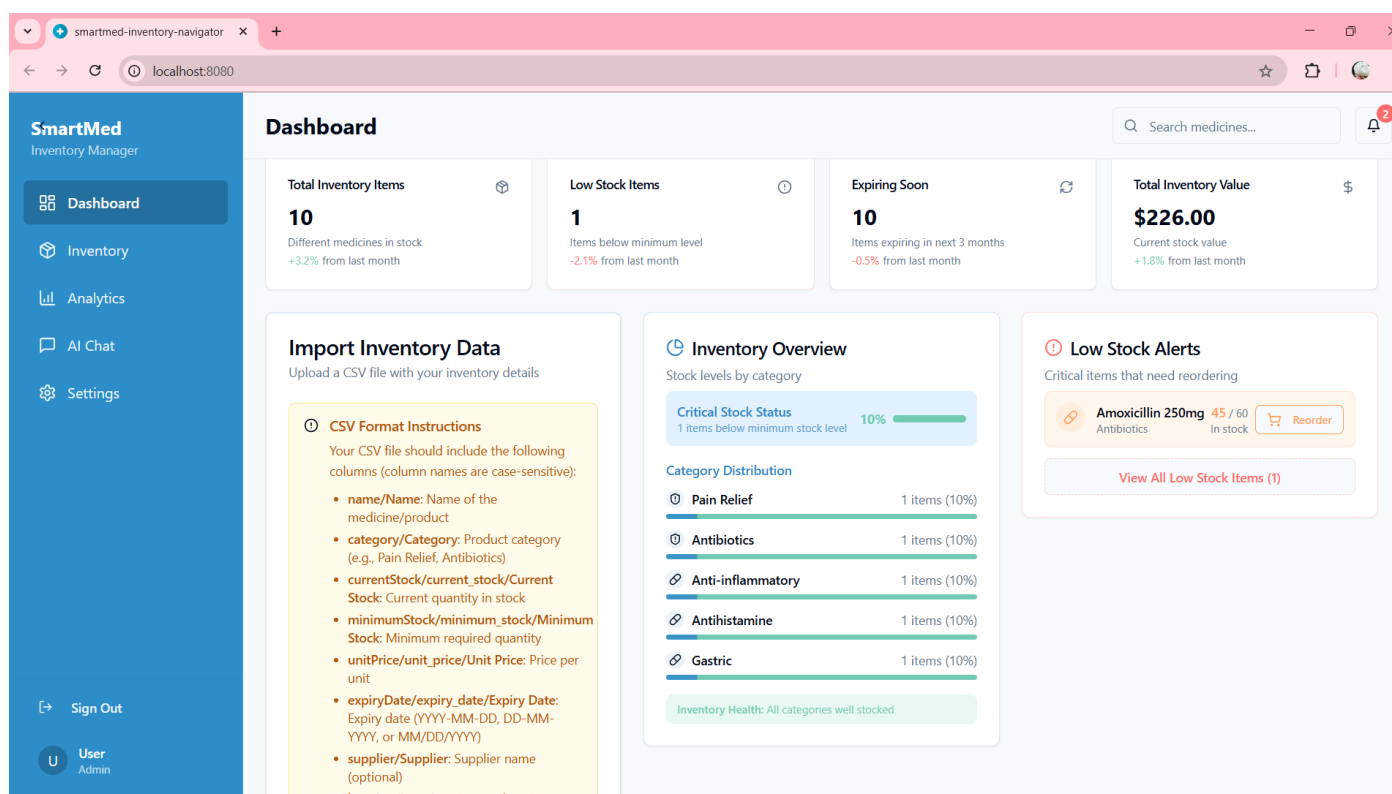 smartmed-inventory-navigator
localhost:8080
SmartMed
Inventory Manager
Dashboard
Inventory
Analytics
AI Chat
Settings
Sign Out
U
User
Admin
Dashboard
Search medicines...
2
Total Inventory Items
10
Different medicines in stock
+3.2% from last month
Low Stock Items
1
Items below minimum level
-2.1% from last month
Expiring Soon
10
Items expiring in next 3 months
-0.5% from last month
Total Inventory Value
$
$226.00
Current stock value
+1.8% from last month
Import Inventory Data
Upload a CSV file with your inventory details
CSV Format Instructions
Your CSV file should include the following
columns (column names are case-sensitive):
• name/Name: Name of the
medicine/product
• category/Category: Product category
(e.g., Pain Relief, Antibiotics)
• currentStock/current_stock/Current
Stock: Current quantity in stock
• minimumStock/minimum_stock/Minimum
Stock: Minimum required quantity
• unitPrice/unit_price/Unit Price: Price per
unit
• expiryDate/expiry_date/Expiry Date:
Expiry date (YYYY-MM-DD, DD-MM-
YYYY, or MM/DD/YYYY)
• supplier/Supplier: Supplier name
(optional)
Inventory Overview
Stock levels by category
Critical Stock Status
1 items below minimum stock level
10%
Category Distribution
Pain Relief 1 items (10%)
Antibiotics 1 items (10%)
Anti-inflammatory 1 items (10%)
Antihistamine 1 items (10%)
Gastric 1 items (10%)
Inventory Health: All categories well stocked
Low Stock Alerts
Critical items that need reordering
Amoxicillin 250mg 45 / 60
Antibiotics In stock
Reorder
View All Low Stock Items (1)